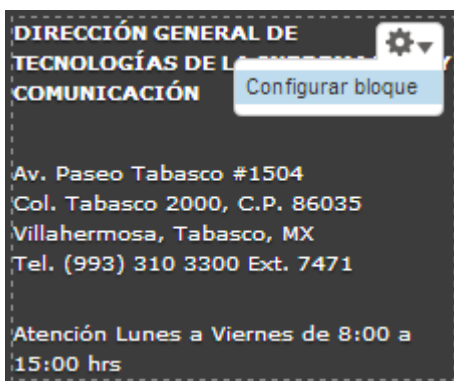 DIRECCIÓN GENERAL DE
TECNOLOGÍAS DE LA Y
COMUNICACIÓN
Configurar bloque
Av. Paseo Tabasco #1504
Col. Tabasco 2000, C.P. 86035
Villahermosa, Tabasco, MX
Tel. (993) 310 3300 Ext. 7471
Atención Lunes a Viernes de 8:00 a
15:00 hrs